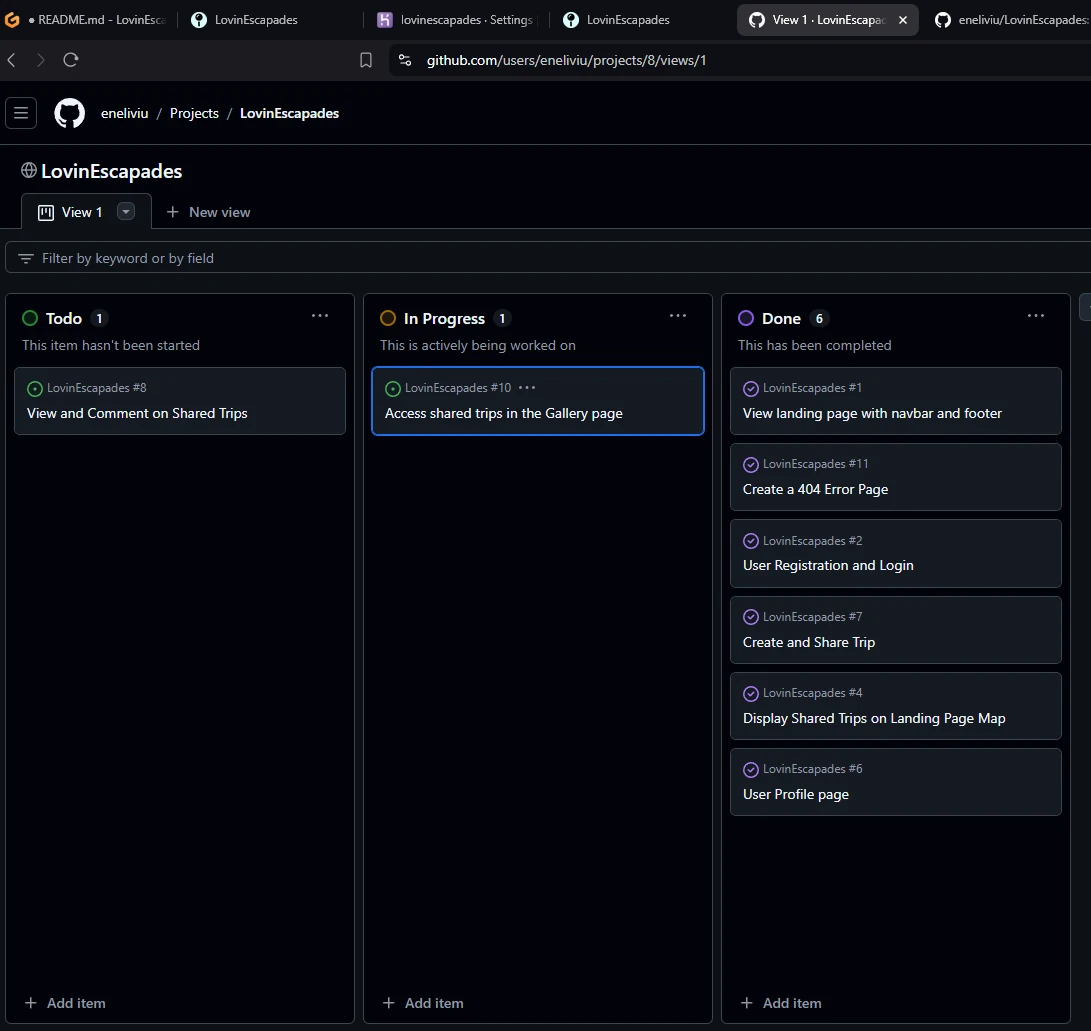 README.md - LovinEsca
LovinEscapades
lovinescapades · Settings
LovinEscapades
View 1 · LovinEscapad
eneliviu/LovinEscapades:
github.com/users/eneliviu/projects/8/views/1
eneliviu / Projects / LovinEscapades
LovinEscapades
View 1
New view
Filter by keyword or by field
Todo 1
This item hasn't been started
LovinEscapades #8
View and Comment on Shared Trips
Add item
In Progress 1
This is actively being worked on
LovinEscapades #10
Access shared trips in the Gallery page
Add item
Done 6
This has been completed
LovinEscapades #1
View landing page with navbar and footer
LovinEscapades #11
Create a 404 Error Page
LovinEscapades #2
User Registration and Login
LovinEscapades #7
Create and Share Trip
LovinEscapades #4
Display Shared Trips on Landing Page Map
LovinEscapades #6
User Profile page
Add item